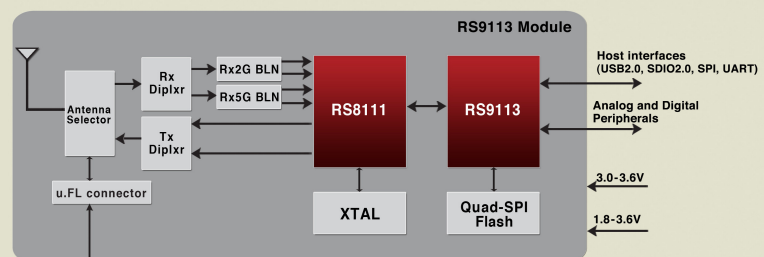 RS9113 Module
Host interfaces
(USB2.0, SDIO2.0, SPI, UART)
Analog and Digital
Peripherals
3.0-3.6V
1.8-3.6V
Antenna
Selector
Rx
Diplxr
Rx2G BLN
Rx5G BLN
Tx
Diplxr
u.FL connector
RS8111
RS9113
XTAL
Quad-SPI
Flash